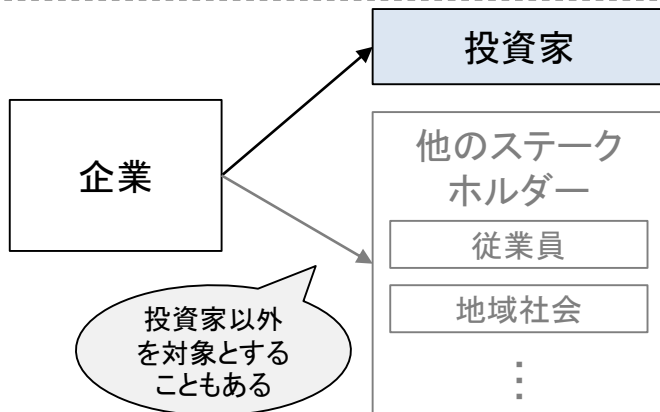 投資家
企業
他のステーク
ホルダー
従業員
地域社会
⋮
投資家以外
を対象とする
こともある